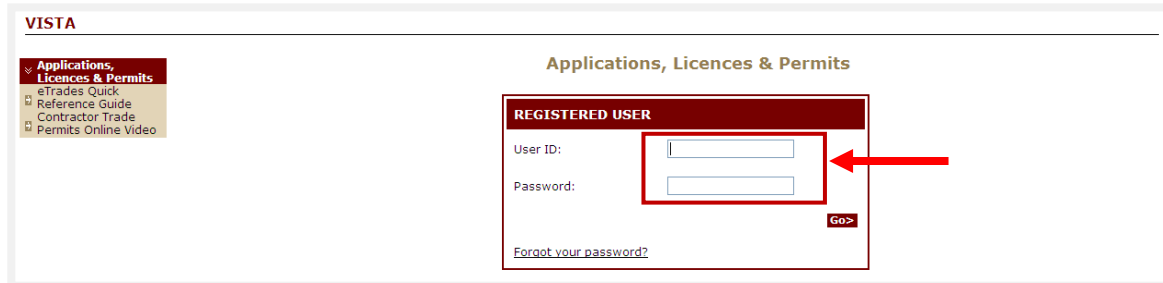 VISTA
Applications,
Licences & Permits
eTrades Quick
Reference Guide
Contractor Trade
Permits Online Video
Applications, Licences & Permits
REGISTERED USER
User ID:
Password:
Go>
Forgot your password?